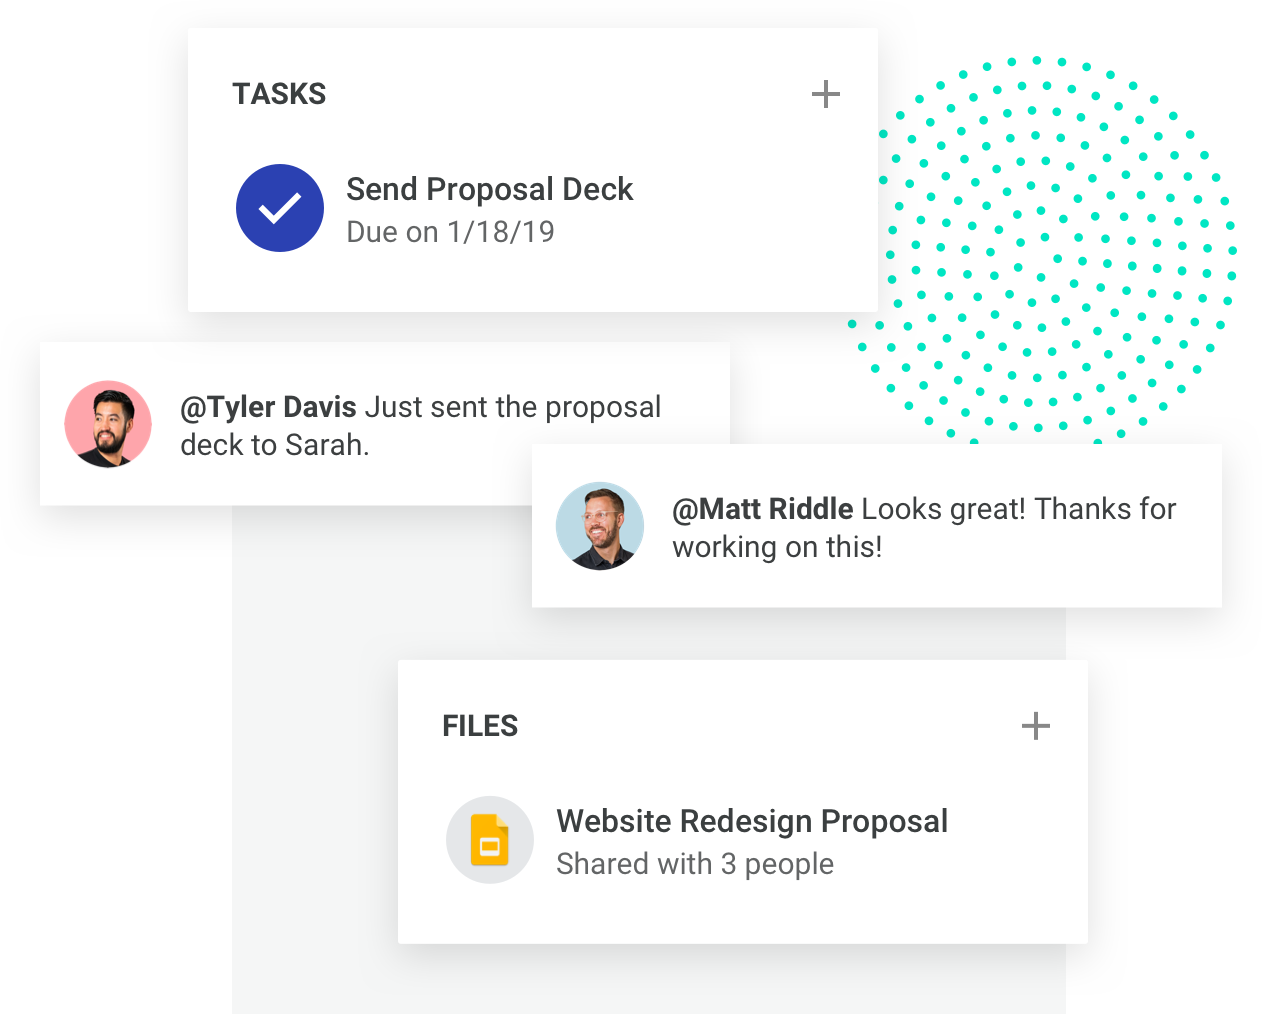 TASKS
Send Proposal Deck
Due on 1/18/19
@Tyler Davis Just sent the proposal
deck to Sarah.
@Matt Riddle Looks great! Thanks for
working on this!
FILES
Website Redesign Proposal
Shared with 3 people